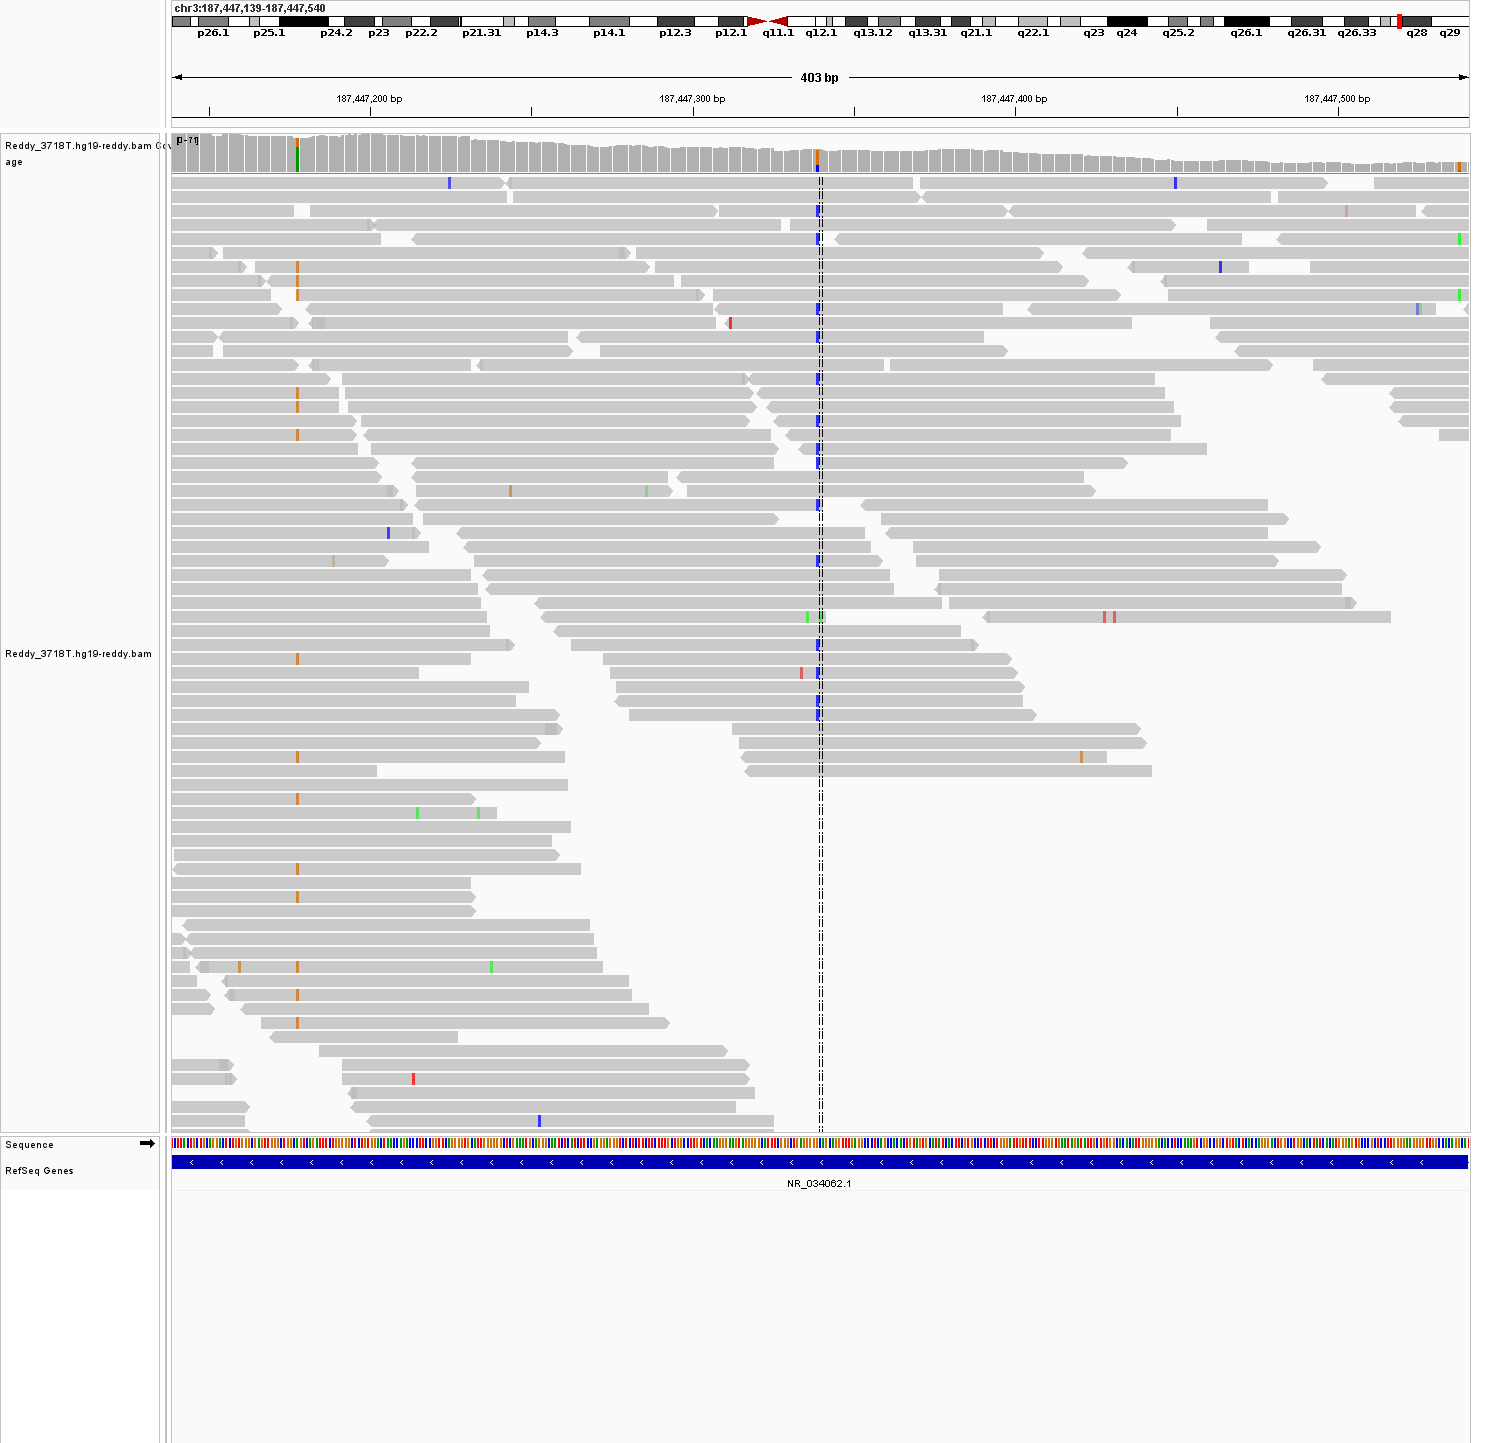 chr3:187,447,139-187,447,540
p26.1 p25.1 p24.2 p23 p22.2 p21.31 p14.3 p14.1 p12.3 p12.1 q11.1 q12.1 q13.12 q13.31 q21.1 q22.1 q23 q24 q25.2 q26.1 q26.31 q26.33 q28 q29
403 bp
187,447,200 bp 187,447,300 bp 187,447,400 bp 187,447,500 bp
[0-71]
Reddy_3718T.hg19-reddy.bam Cov
age
Reddy_3718T.hg19-reddy.bam
Sequence
RefSeq Genes
NR_034062.1